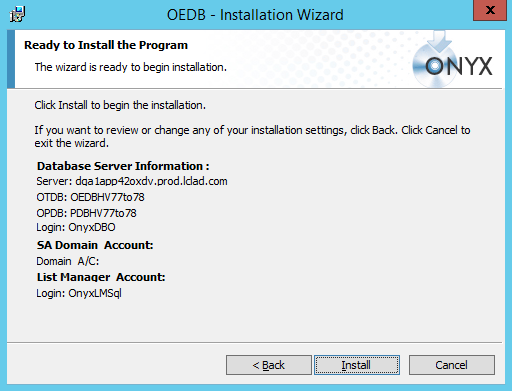 OEDB - Installation Wizard
x
Ready to Install the Program
The wizard is ready to begin installation.
ONYX
Click Install to begin the installation.
If you want to review or change any of your installation settings, click Back. Click Cancel to
exit the wizard.
Database Server Information :
Server: dqa1app42oxdv.prod.lclad.com
OTDB: OEDBHV77to78
OPDB: PDBHV77to78
Login: OnyxDBO
SA Domain Account:
Domain A/C:
List Manager Account:
Login: OnyxLMSql
< Back
Install
Cancel